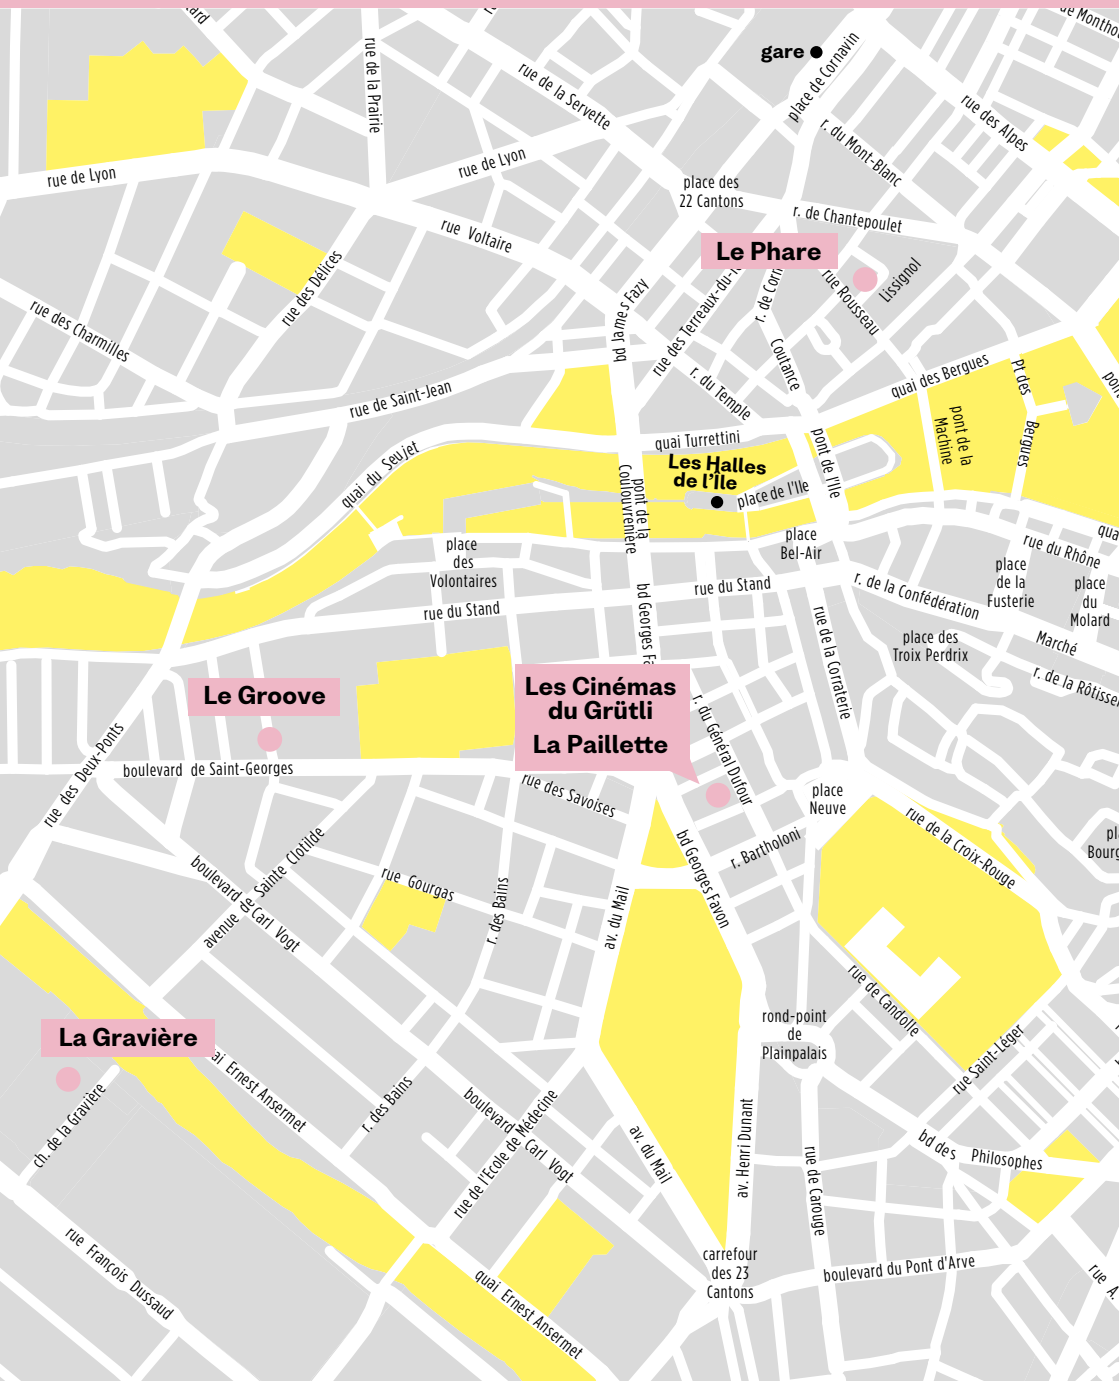 gare
place de Cornavin
rue de la Prairie
rue de la Servette
rue des Alpes
r. du Mont-Blanc
rue de Lyon
rue de Lyon
place des
22 Cantons
r. de Chantepoulet
rue Voltaire
Le Phare
rue Rousseau
Lissignol
rue des Délices
rue des Charmilles
bd James Fazy
rue des Terreaux-du-
r. de Corn
Coutance
r. du Temple
quai des Bergues
Pt des
Bergues
pont de la
Machine
rue de Saint-Jean
quai du Seujet
quai Turrettini
Les Halles
de l'Île
place de l'Ile
pont de l'Ile
pont de la
Coulouvrenière
place
Bel-Air
place
des
Volontaires
rue du Rhône
place
de la
Fusterie
place
du
Molard
rue du Stand
rue du Stand
r. de la Confédération
Marché
place des
Troix Perdrix
r. de la Rôtisser
bd Georges Fa
rue de la Corraterie
Le Groove
Les Cinémas
du Grütli
La Paillette
r. du Général Dufour
rue des Deux-Ponts
boulevard de Saint-Georges
rue des Savoises
place
Neuve
rue de la Croix-Rouge
r. Bartholoni
bd Georges Favon
boulevard Carl Vogt
avenue de Sainte Clotilde
rue Gourgas
r. des Bains
av. du Mail
rue de Candolle
rond-point
de
Plainpalais
rue Saint-Léger
La Gravière
ch. de la Gravière
ai Ernest Ansermet
r. des Bains
boulevard Carl Vogt
rue de l'Ecole de Médecine
av. du Mail
av. Henri Dunant
rue de Carouge
bd des Philosophes
rue François Dussaud
quai Ernest Ansermet
carrefour
des 23
Cantons
boulevard du Pont d'Arve
rue A.